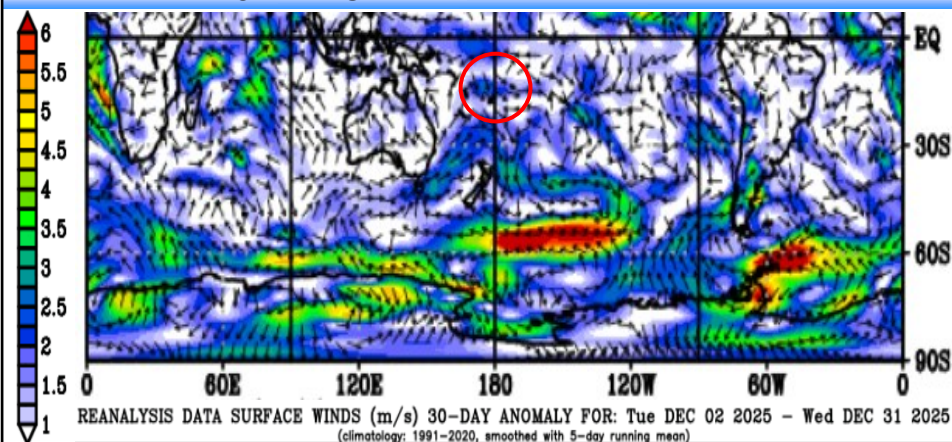 6
5.5
5
4.5
4
3.5
3
2.5
2
1.5
1
EQ
30S
60S
90S
0 60E 120E 180 120W 60W 0
REANALYSIS DATA SURFACE WINDS (m/s) 30-DAY ANOMALY FOR: Tue DEC 02 2025 – Wed DEC 31 2025
(climatology: 1991-2020, smoothed with 5-day running mean)